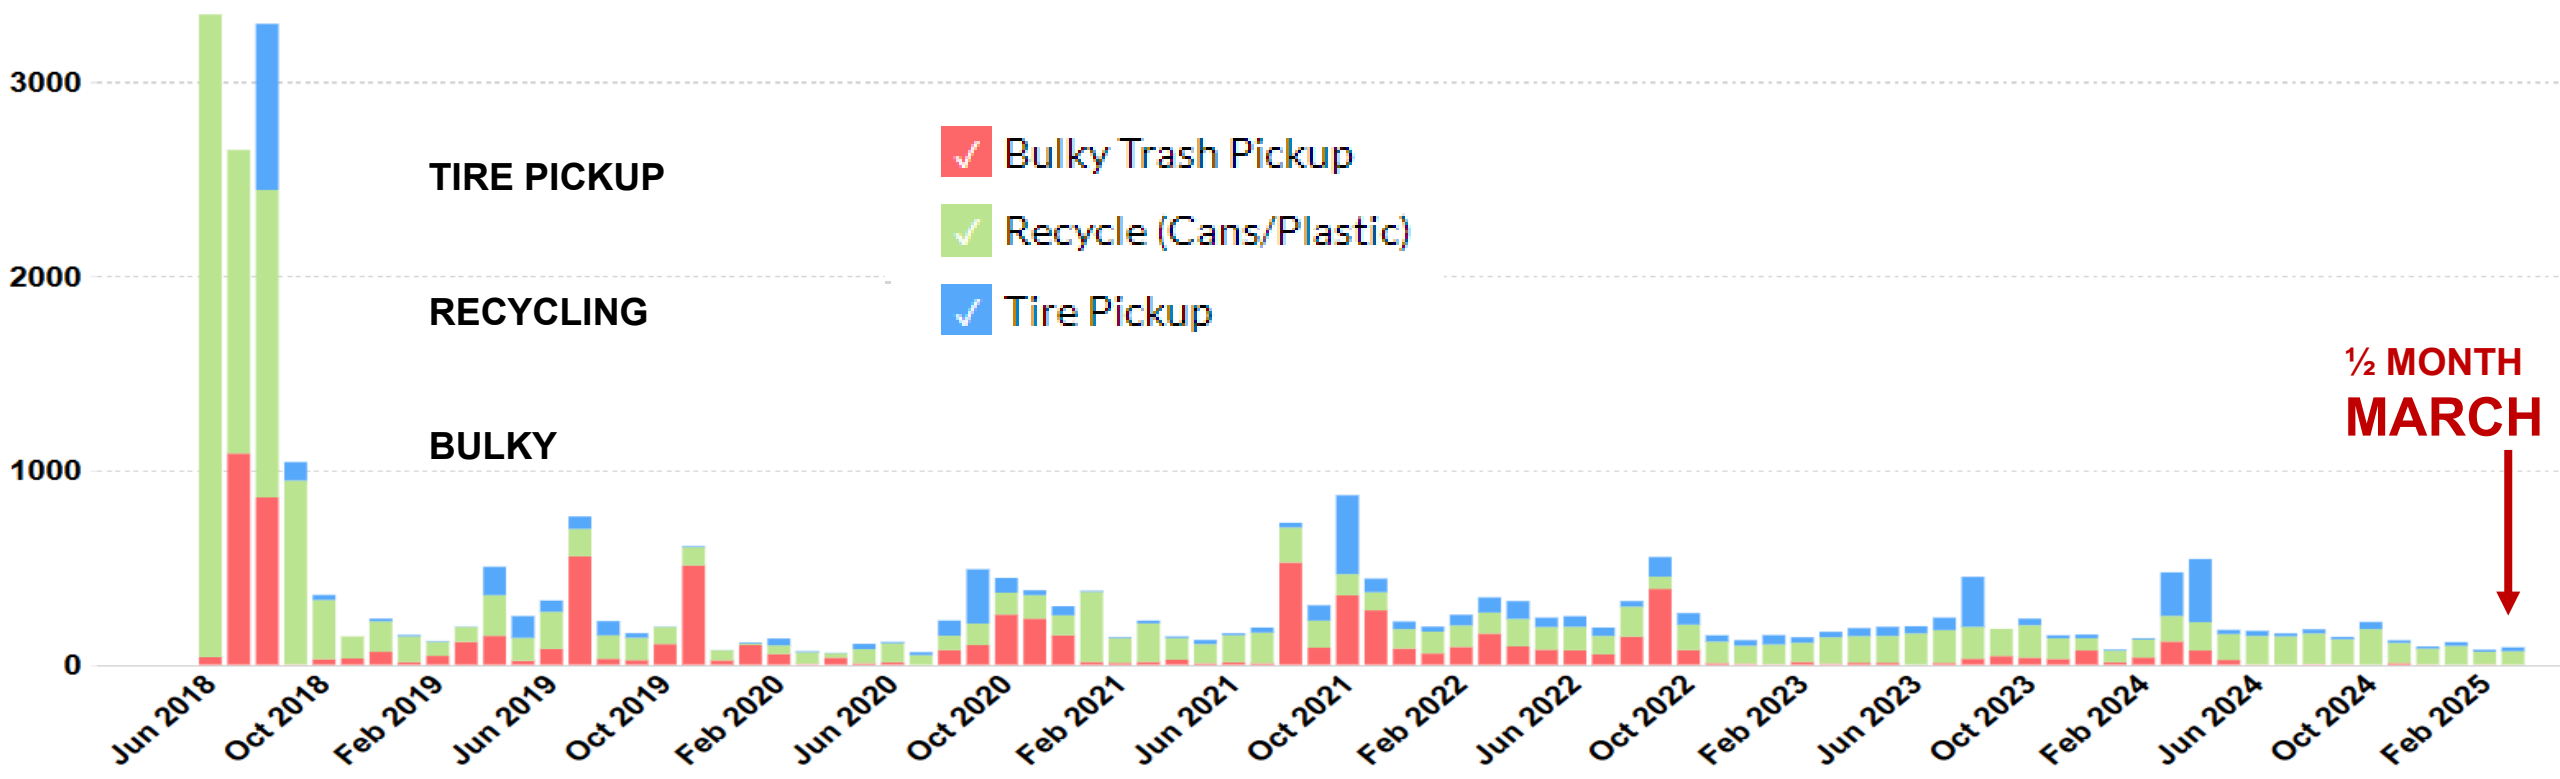 3000
2000
1000
0
TIRE PICKUP
RECYCLING
BULKY
✓ Bulky Trash Pickup
✓ Recycle (Cans/Plastic)
✓ Tire Pickup
½ MONTH
MARCH
Jun 2018
Oct 2018
Feb 2019
Jun 2019
Oct 2019
Feb 2020
Jun 2020
Oct 2020
Feb 2021
Jun 2021
Oct 2021
Feb 2022
Jun 2022
Oct 2022
Feb 2023
Jun 2023
Oct 2023
Feb 2024
Jun 2024
Oct 2024
Feb 2025